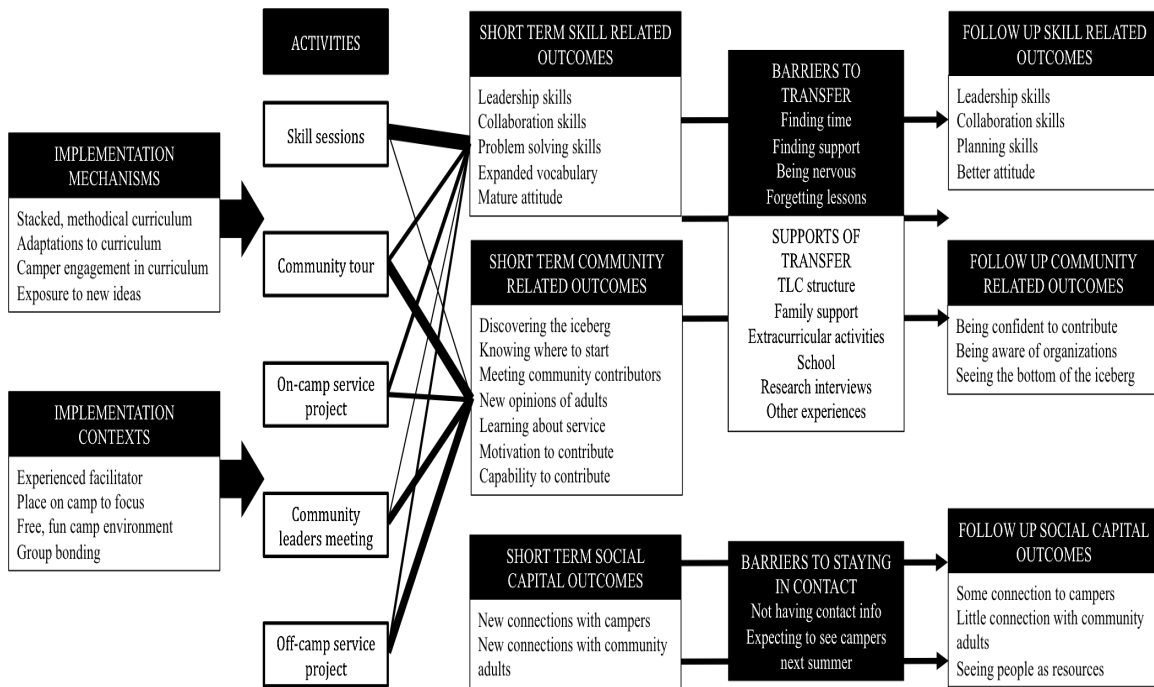 IMPLEMENTATION
MECHANISMS
Stacked, methodical curriculum
Adaptations to curriculum
Camper engagement in curriculum
Exposure to new ideas
IMPLEMENTATION
CONTEXTS
Experienced facilitator
Place on camp to focus
Free, fun camp environment
Group bonding
ACTIVITIES
Skill sessions
Community tour
On-camp service
project
Community
leaders meeting
Off-camp service
project
SHORT TERM SKILL RELATED
OUTCOMES
Leadership skills
Collaboration skills
Problem solving skills
Expanded vocabulary
Mature attitude
SHORT TERM COMMUNITY
RELATED OUTCOMES
Discovering the iceberg
Knowing where to start
Meeting community contributors
New opinions of adults
Learning about service
Motivation to contribute
Capability to contribute
SHORT TERM SOCIAL
CAPITAL OUTCOMES
New connections with campers
New connections with community
adults
BARRIERS TO
TRANSFER
Finding time
Finding support
Being nervous
Forgetting lessons
SUPPORTS OF
TRANSFER
TLC structure
Family support
Extracurricular activities
School
Research interviews
Other experiences
BARRIERS TO STAYING
IN CONTACT
Not having contact info
Expecting to see campers
next summer
FOLLOW UP SKILL RELATED
OUTCOMES
Leadership skills
Collaboration skills
Planning skills
Better attitude
FOLLOW UP COMMUNITY
RELATED OUTCOMES
Being confident to contribute
Being aware of organizations
Seeing the bottom of the iceberg
FOLLOW UP SOCIAL CAPITAL
OUTCOMES
Some connection to campers
Little connection with community
adults
Seeing people as resources